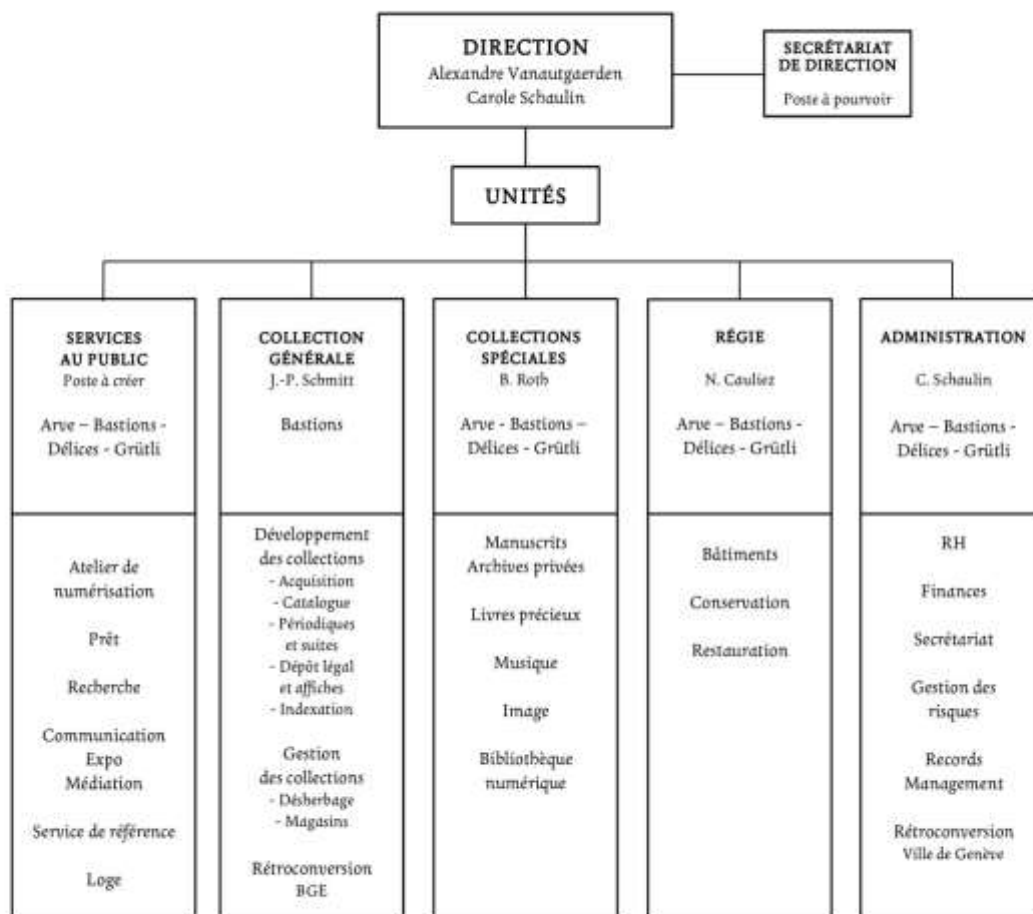 DIRECTION
Alexandre Vanautgaerden
Carole Schaulin
SECRÉTARIAT
DE DIRECTION
Poste à pourvoir
UNITÉS
SERVICES
AU PUBLIC
Poste à créer
Arve – Bastions -
Délices - Grütli
Atelier de
numérisation
Prêt
Recherche
Communication
Expo
Médiation
Service de référence
Loge
COLLECTION
GÉNÉRALE
J.-P. Schmitt
Bastions
Développement
des collections
- Acquisition
- Catalogue
- Périodiques
et suites
- Dépôt légal
et affiches
- Indexation
Gestion
des collections
- Désherbage
- Magasins
Rétroconversion
BGE
COLLECTIONS
SPÉCIALES
B. Roth
Arve - Bastions –
Délices - Grütli
Manuscrits
Archives privées
Livres précieux
Musique
Image
Bibliothèque
numérique
RÉGIE
N. Cauliez
Arve – Bastions -
Délices - Grütli
Bâtiments
Conservation
Restauration
ADMINISTRATION
C. Schaulin
Arve – Bastions -
Délices - Grütli
RH
Finances
Secrétariat
Gestion des
risques
Records
Management
Rétroconversion
Ville de Genève